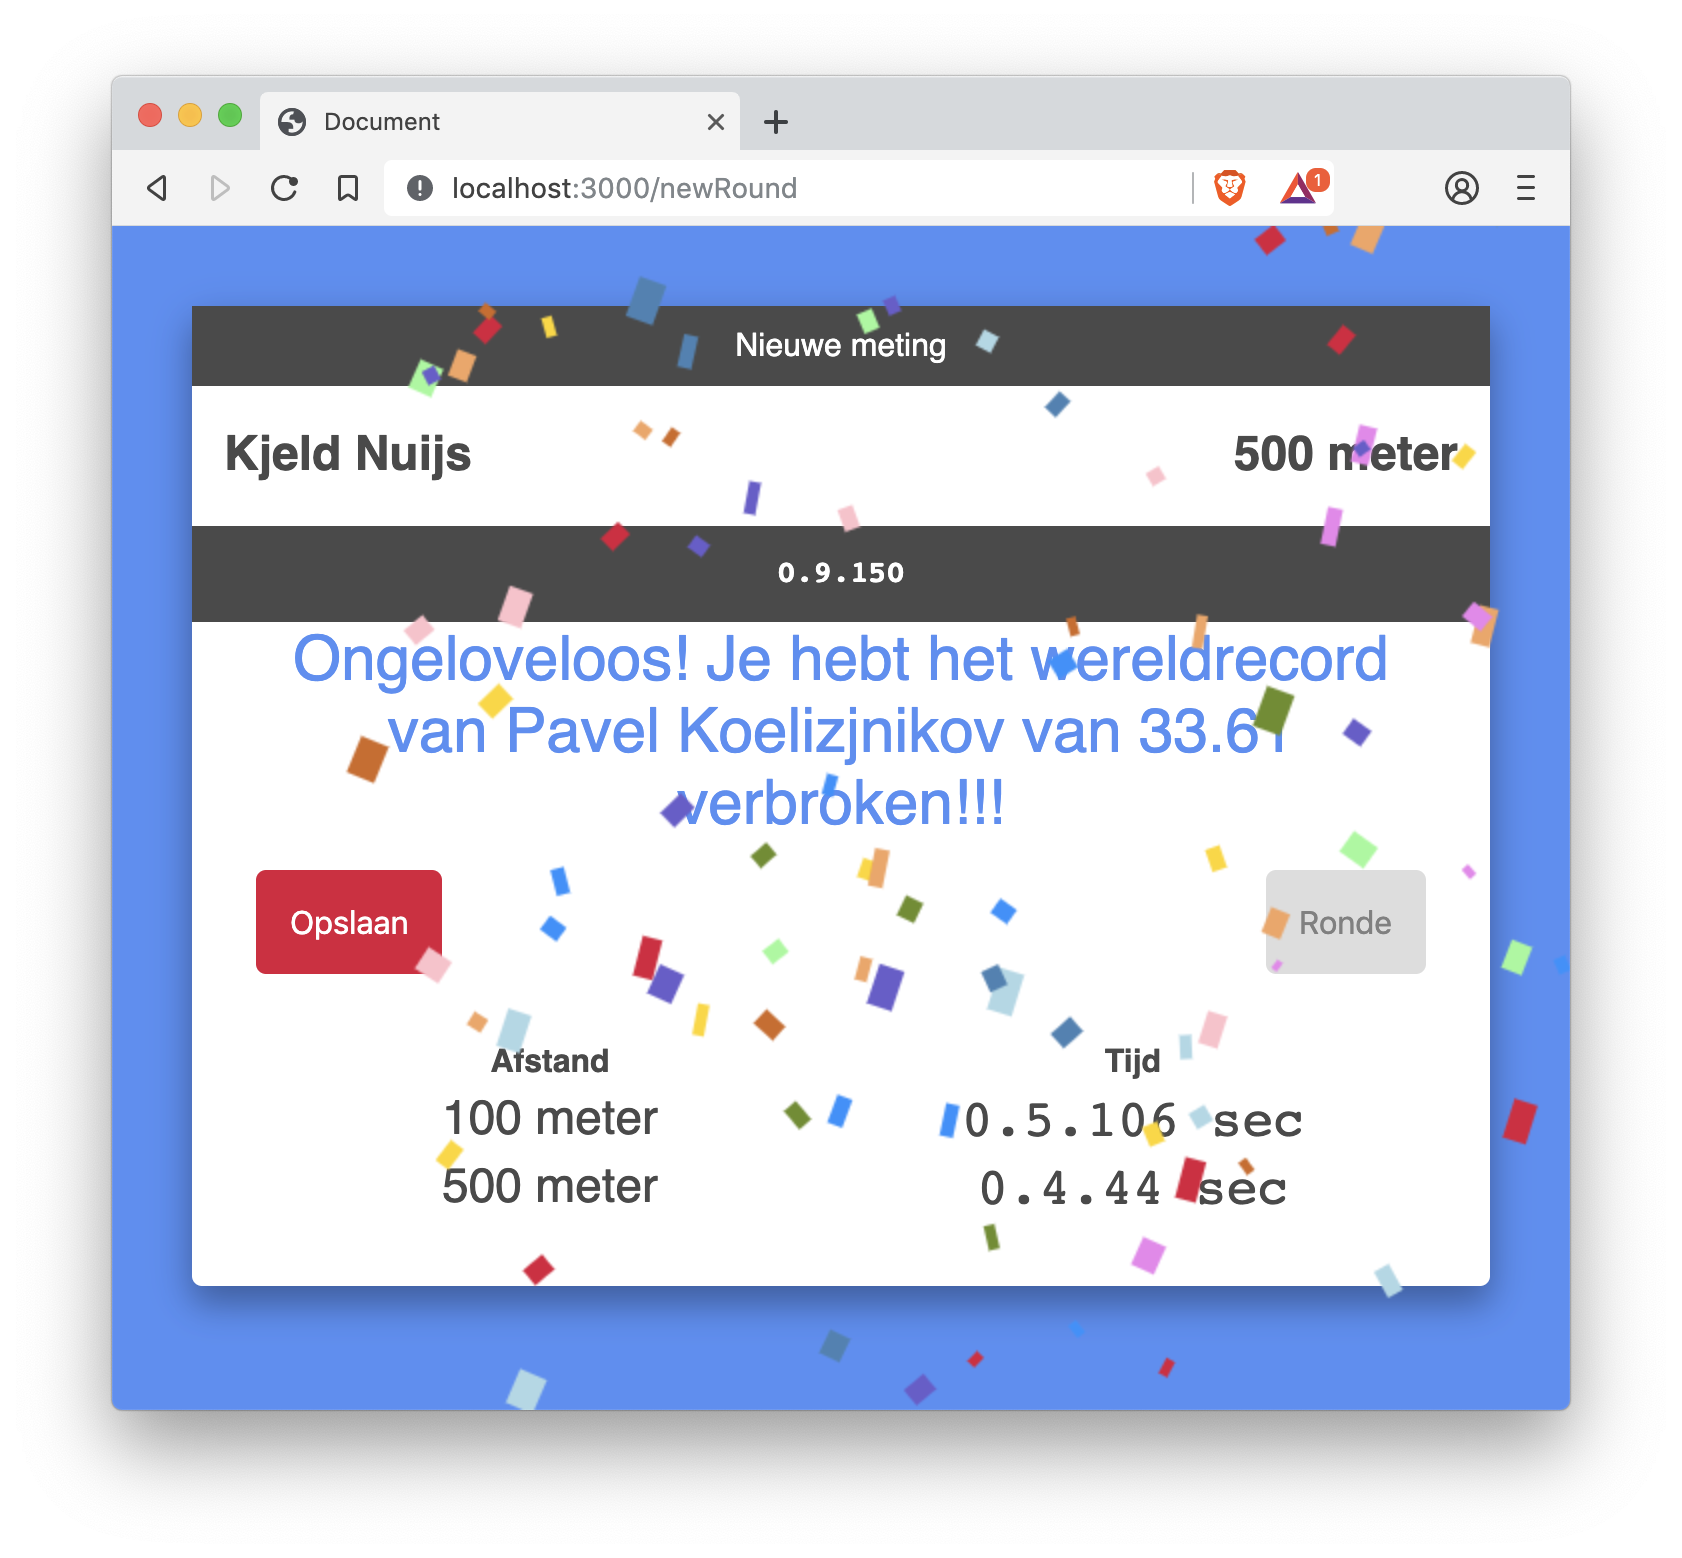 Document
localhost:3000/newRound
1
Nieuwe meting
Kjeld Nuijs
500 meter
0.9.150
Ongeloveloos! Je hebt het wereldrecord
van Pavel Koelizjnikov van 33.61
verbroken!!!
Opslaan
Ronde
Afstand
Tijd
100 meter
0.5.106 sec
500 meter
0.4.44 sec